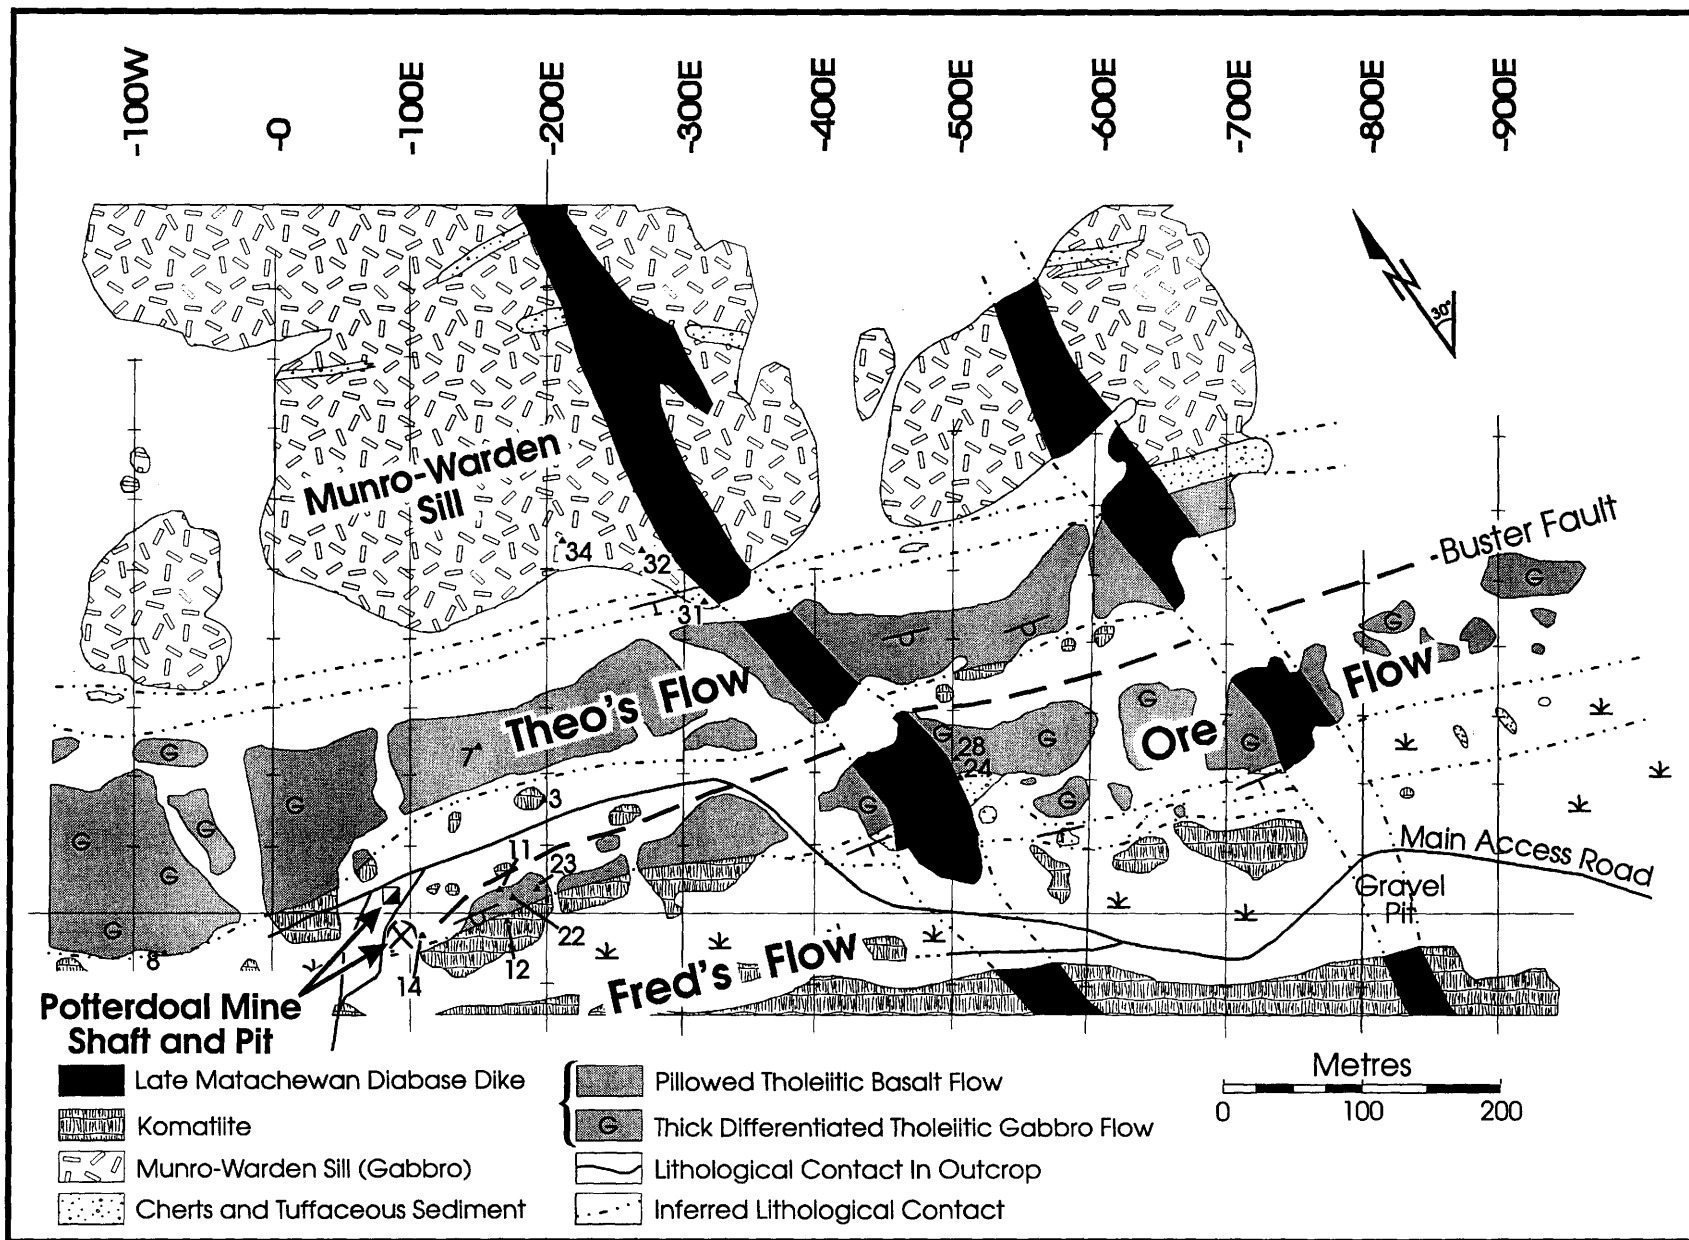 -100W
-0
-100E
-200E
-300E
-400E
-500E
-600E
-700E
-800E
-900E
N
30°
Munro-Warden
Sill
34
32
31
Buster Fault
Theo's Flow
Ore Flow
7
28
24
3
11
23
22
12
14
8
Main Access Road
Gravel
Pit
Fred's Flow
Potterdoal Mine
Shaft and Pit
G
G
G
G
G
G
G
G
G
G
G
G
G
G
Late Matachewan Diabase Dike
Komatiite
Munro-Warden Sill (Gabbro)
Cherts and Tuffaceous Sediment
Pillowed Tholeiitic Basalt Flow
G
Thick Differentiated Tholeiitic Gabbro Flow
Lithological Contact In Outcrop
Inferred Lithological Contact
Metres
0 100 200